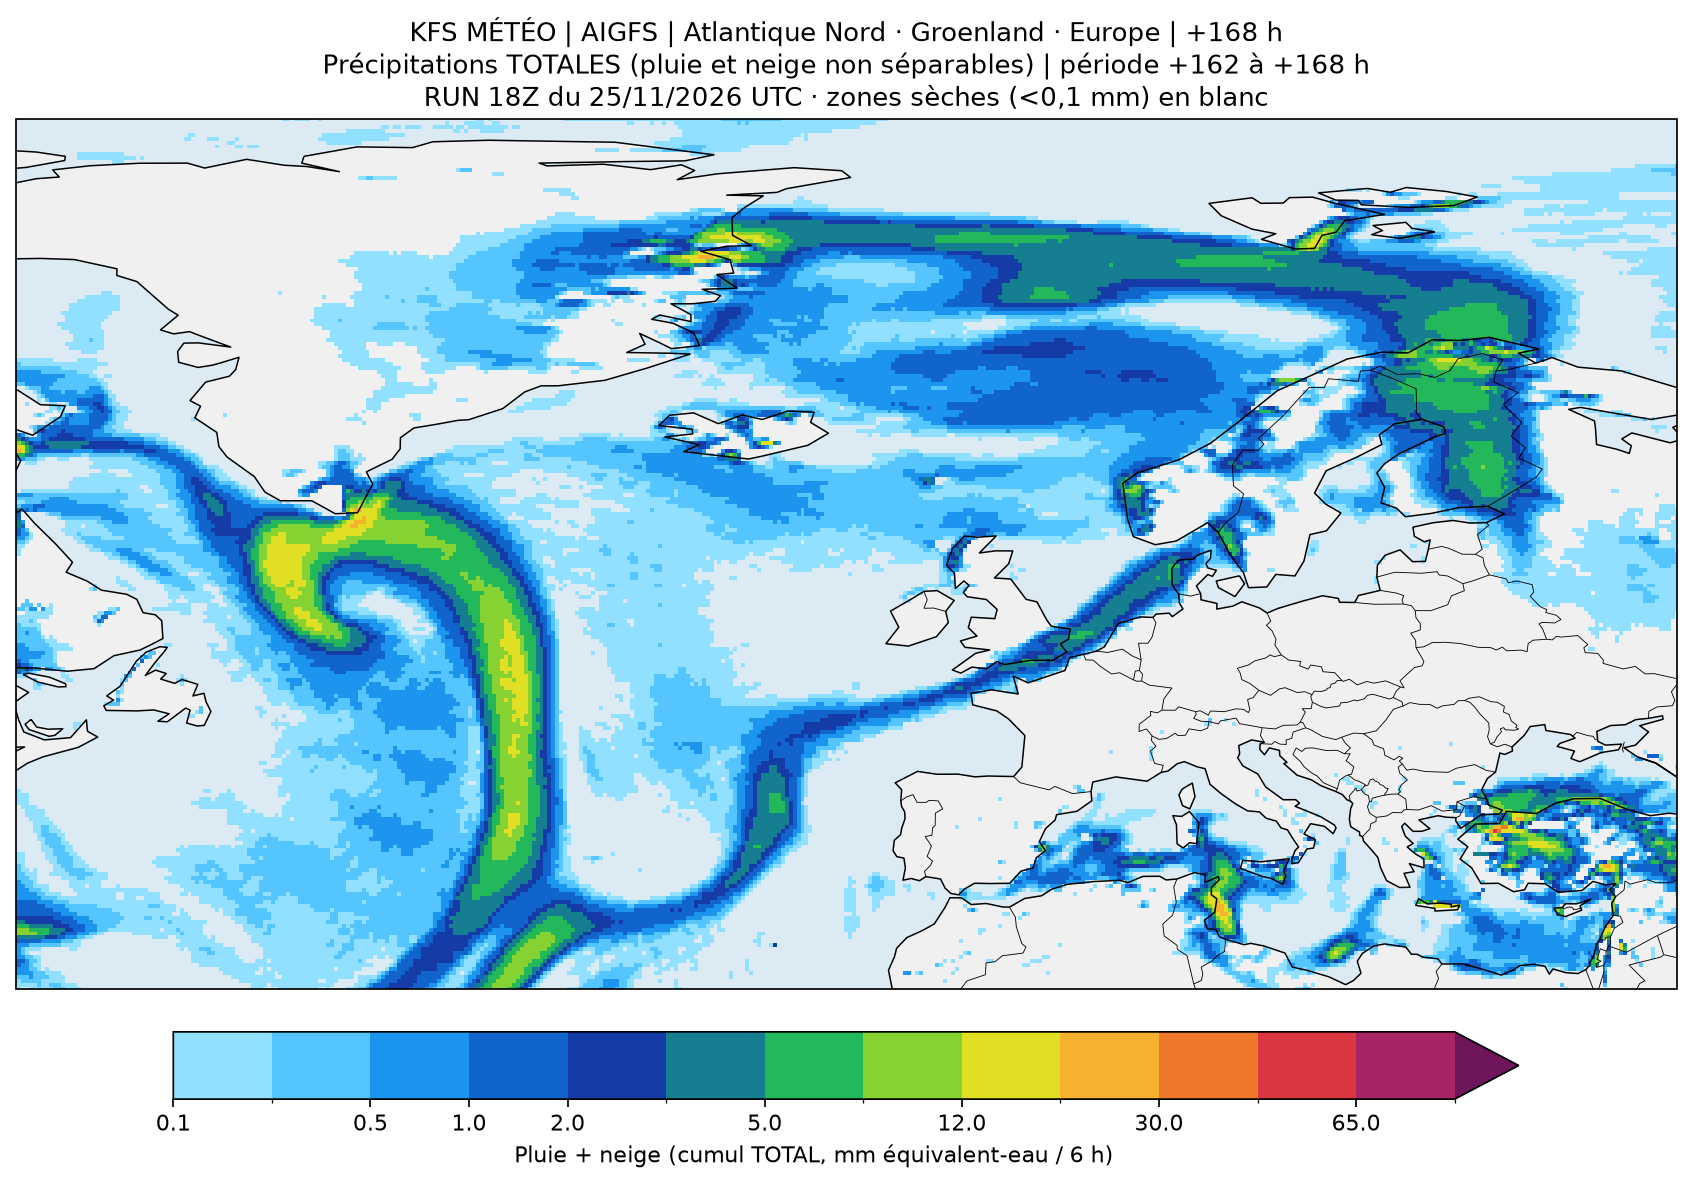 KFS MÉTÉO | AIGFS | Atlantique Nord · Groenland · Europe | +168 h
Précipitations TOTALES (pluie et neige non séparables) | période +162 à +168 h
RUN 18Z du 25/11/2026 UTC · zones sèches (<0,1 mm) en blanc
0.1 0.5 1.0 2.0 5.0 12.0 30.0 65.0
Pluie + neige (cumul TOTAL, mm équivalent-eau / 6 h)